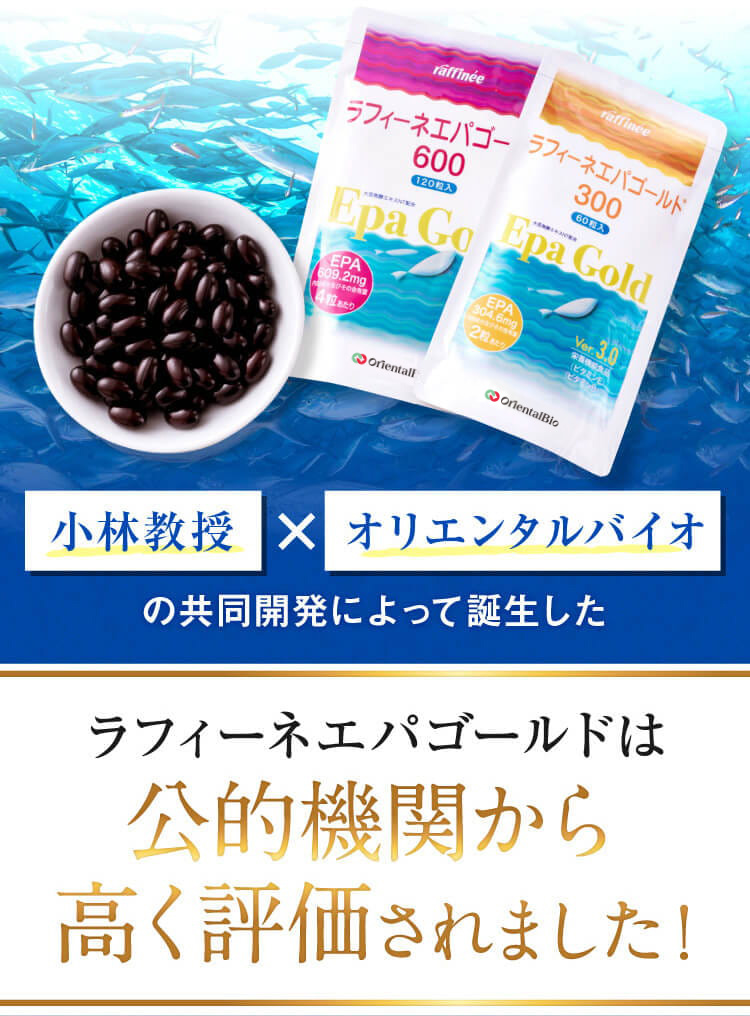 raffinée
ラフィーネエパゴー
600
120粒入
Epa Go
EPA
609.2mg
4粒あたり
OrientalBio
raffinée
ラフィーネエパゴールド
300
60粒入
Epa Gold
EPA
304.6mg
2粒あたり
Ver.3.0
栄養機能食品
OrientalBio
小林教授×オリエンタルバイオ
の共同開発によって誕生した
ラフィーネエパゴールドは
公的機関から
高く評価されました!